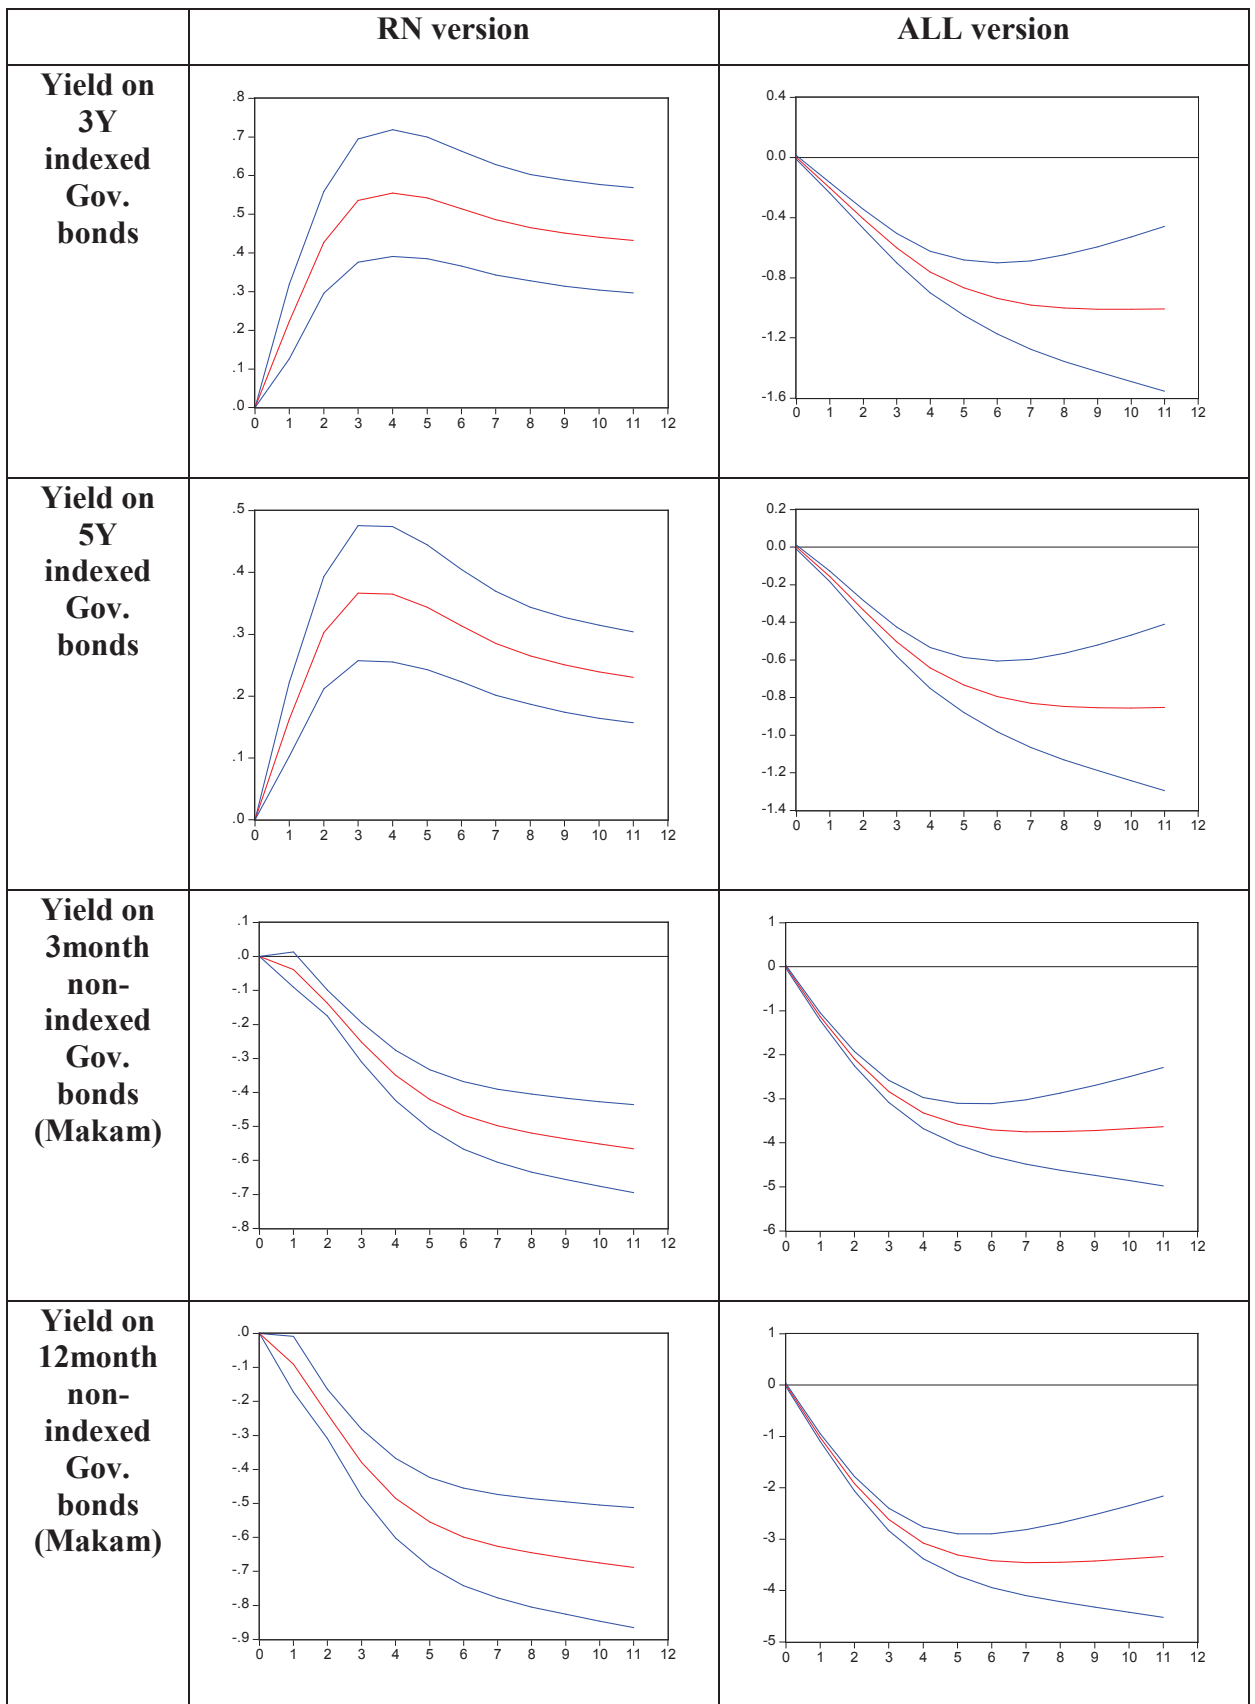 RN version
ALL version
Yield on
3Y
indexed
Gov.
bonds
.8
.7
.6
.5
.4
.3
.2
.1
.0
0 1 2 3 4 5 6 7 8 9 10 11 12
0.4
0.0
-0.4
-0.8
-1.2
-1.6
0 1 2 3 4 5 6 7 8 9 10 11 12
Yield on
5Y
indexed
Gov.
bonds
.5
.4
.3
.2
.1
.0
0 1 2 3 4 5 6 7 8 9 10 11 12
0.2
0.0
-0.2
-0.4
-0.6
-0.8
-1.0
-1.2
-1.4
0 1 2 3 4 5 6 7 8 9 10 11 12
Yield on
3month
non-
indexed
Gov.
bonds
(Makam)
.1
.0
-.1
-.2
-.3
-.4
-.5
-.6
-.7
-.8
0 1 2 3 4 5 6 7 8 9 10 11 12
1
0
-1
-2
-3
-4
-5
-6
0 1 2 3 4 5 6 7 8 9 10 11 12
Yield on
12month
non-
indexed
Gov.
bonds
(Makam)
.0
-.1
-.2
-.3
-.4
-.5
-.6
-.7
-.8
-.9
0 1 2 3 4 5 6 7 8 9 10 11 12
1
0
-1
-2
-3
-4
-5
0 1 2 3 4 5 6 7 8 9 10 11 12